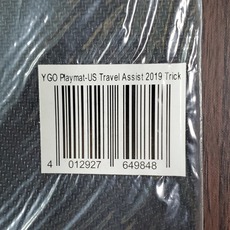 YGO Playmat-US Travel Assist 2019 Trick
4 012927 649848